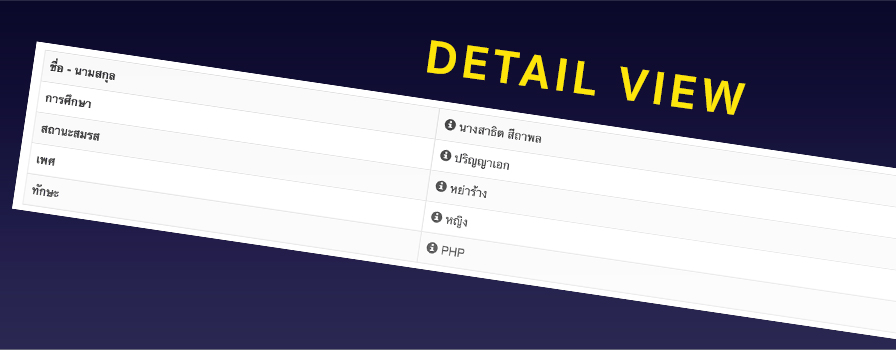 DETAIL VIEW
ชื่อ - นามสกุล นางสาธิต สีถาพล
การศึกษา ปริญญาเอก
สถานะสมรส หย่าร้าง
เพศ หญิง
ทักษะ PHP